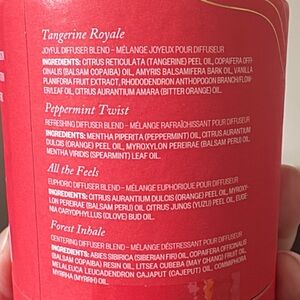 Tangerine Royale
JOYFUL DIFFUSER BLEND – MÉLANGE JOYEUX POUR DIFFUSEUR
INGREDIENTS: CITRUS RETICULATA (TANGERINE) PEEL OIL, COPAIFERA OFFI-
CINALIS (BALSAM COPAIBA) OIL, AMYRIS BALSAMIFERA BARK OIL, VANILLA
PLANIFOLIA FRUIT EXTRACT, RHODODENDRON ANTHOPOGON BRANCH/FLOW-
ER/LEAF OIL, CITRUS AURANTIUM AMARA (BITTER ORANGE) OIL.
Peppermint Twist
REFRESHING DIFFUSER BLEND – MÉLANGE RAFRAÎCHISSANT POUR DIFFUSEUR
INGREDIENTS: MENTHA PIPERITA (PEPPERMINT) OIL, CITRUS AURANTIUM
DULCIS (ORANGE) PEEL OIL, MYROXYLON PEREIRAE (BALSAM PERU) OIL,
MENTHA VIRIDIS (SPEARMINT) LEAF OIL.
All the Feels
EUPHORIC DIFFUSER BLEND – MÉLANGE EUPHORIQUE POUR DIFFUSEUR
INGREDIENTS: CITRUS AURANTIUM DULCIS (ORANGE) PEEL OIL, MYROXY-
LON PEREIRAE (BALSAM PERU) OIL, CITRUS JUNOS (YUZU) PEEL OIL, EUGE-
NIA CARYOPHYLLUS (CLOVE) BUD OIL.
Forest Inhale
CENTERING DIFFUSER BLEND – MÉLANGE DÉSTRESSANT POUR DIFFUSEUR
INGREDIENTS: ABIES SIBIRICA (SIBERIAN FIR) OIL, COPAIFERA OFFICINALIS
(BALSAM COPAIBA) RESIN OIL, LITSEA CUBEBA (MAY CHANG) FRUIT OIL,
MELALEUCA LEUCADENDRON CAJAPUT (CAJEPUT) OIL, COMMIPHORA
MYRRHA (MYRRH) OIL.